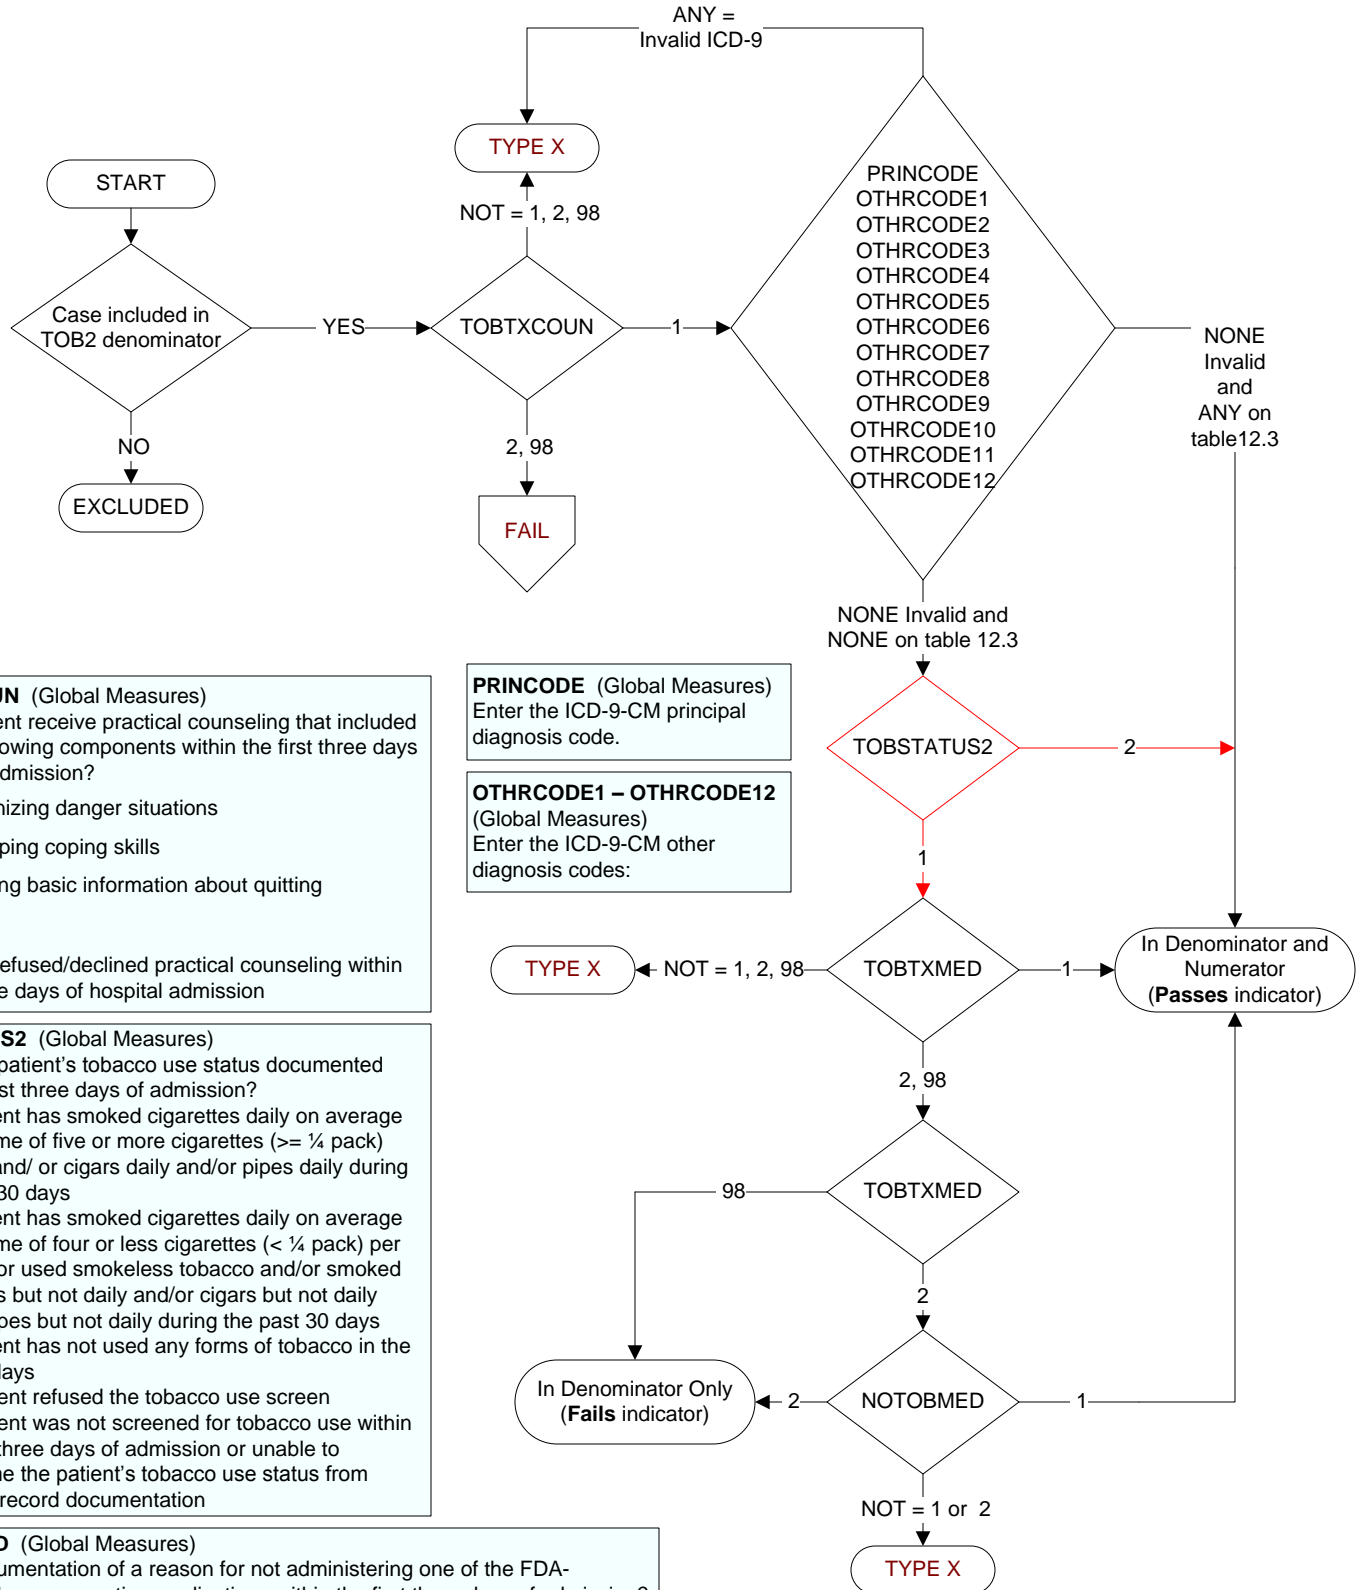 ANY =
Invalid ICD-9
TYPE X
START
NOT = 1, 2, 98
PRINCODE
OTHRCODE1
OTHRCODE2
OTHRCODE3
OTHRCODE4
OTHRCODE5
OTHRCODE6
OTHRCODE7
OTHRCODE8
OTHRCODE9
OTHRCODE10
OTHRCODE11
OTHRCODE12
Case included in
TOB2 denominator
YES
TOBTXCOUN
1
NONE
Invalid
and
ANY on
table12.3
NO
2, 98
EXCLUDED
FAIL
NONE Invalid and
NONE on table 12.3
UN (Global Measures)
ent receive practical counseling that included
owing components within the first three days
dmission?
nizing danger situations
ping coping skills
ng basic information about quitting
efused/declined practical counseling within
e days of hospital admission
PRINCODE (Global Measures)
Enter the ICD-9-CM principal
diagnosis code.
OTHRCODE1 – OTHRCODE12
(Global Measures)
Enter the ICD-9-CM other
diagnosis codes:
TOBSTATUS2
2
1
TYPE X
NOT = 1, 2, 98
TOBTXMED
1
In Denominator and
Numerator
(Passes indicator)
2, 98
S2 (Global Measures)
patient's tobacco use status documented
st three days of admission?
ent has smoked cigarettes daily on average
me of five or more cigarettes (>= ¼ pack)
and/ or cigars daily and/or pipes daily during
30 days
ent has smoked cigarettes daily on average
me of four or less cigarettes (< ¼ pack) per
or used smokeless tobacco and/or smoked
s but not daily and/or cigars but not daily
pes but not daily during the past 30 days
ent has not used any forms of tobacco in the
days
ent refused the tobacco use screen
ent was not screened for tobacco use within
three days of admission or unable to
ne the patient's tobacco use status from
record documentation
98
TOBTXMED
2
In Denominator Only
(Fails indicator)
2
NOTOBMED
1
NOT = 1 or 2
TYPE X
D (Global Measures)
umentation of a reason for not administering one of the FDA-